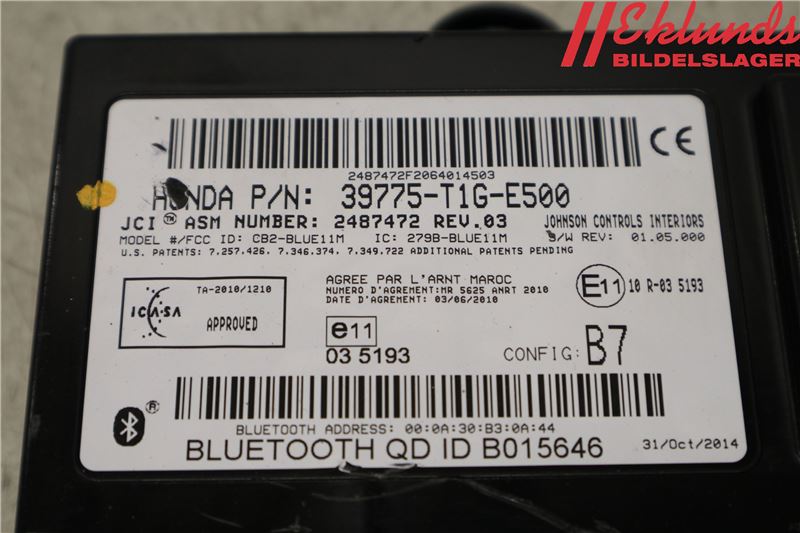 Eklunds
BILDELSLAGER
2487472F2064014503
CE
HONDA P/N: 39775-T1G-E500
JCI™ ASM NUMBER: 2487472 REV.03 JOHNSON CONTROLS INTERIORS
MODEL #/FCC ID: CB2-BLUE11M IC: 279B-BLUE11M S/W REV: 01.05.000
U.S. PATENTS: 7.257.426, 7.346.374, 7.349.722 ADDITIONAL PATENTS PENDING
TA-2010/1210
ICASA
APPROVED
AGREE PAR L'ARNT MAROC
NUMERO D'AGREMENT:MR 5625 ANRT 2010
DATE D'AGREMENT: 03/06/2010
E11 10 R-03 5193
e11
03 5193
CONFIG: B7
®
BLUETOOTH ADDRESS: 00:0A:30:B3:0A:44
BLUETOOTH QD ID B015646
31/Oct/2014